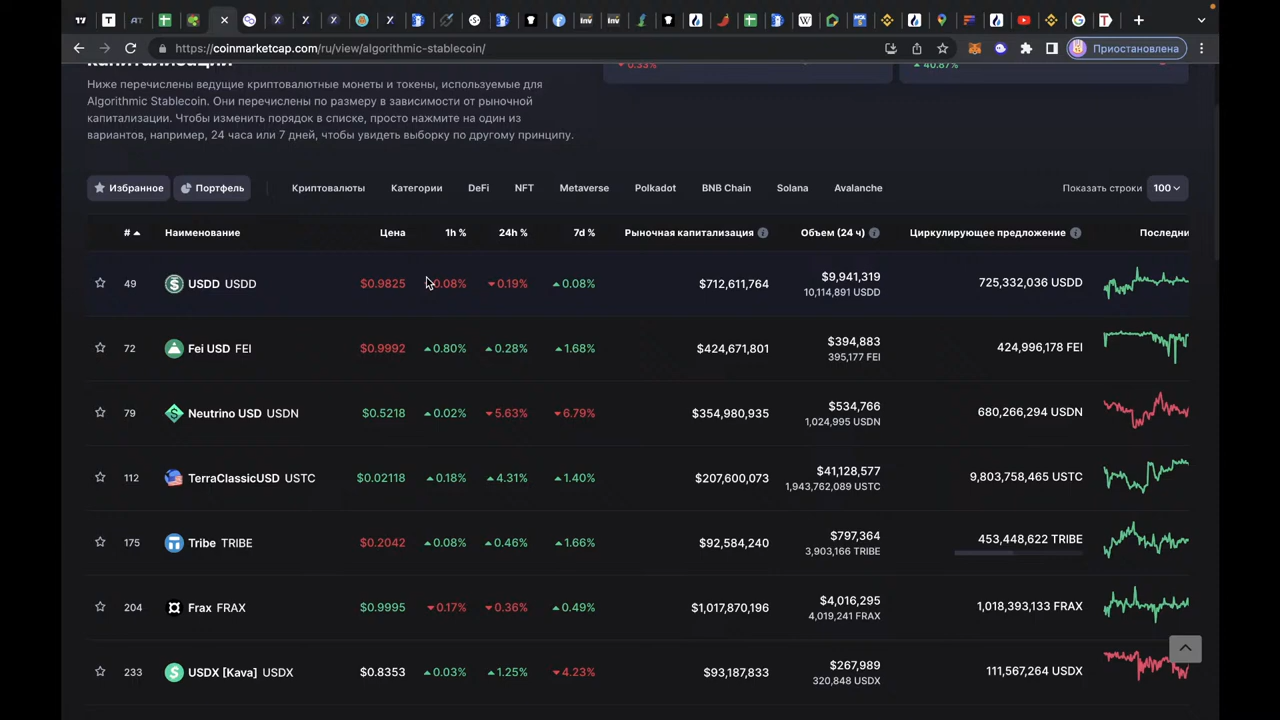 https://coinmarketcap.com/ru/view/algorithmic-stablecoin/
Приостановлена
0.33%
40.87%
Ниже перечислены ведущие криптовалютные монеты и токены, используемые для
Algorithmic Stablecoin. Они перечислены по размеру в зависимости от рыночной
капитализации. Чтобы изменить порядок в списке, просто нажмите на один из
вариантов, например, 24 часа или 7 дней, чтобы увидеть выборку по другому принципу.
Избранное Портфель Криптовалюты Категории DeFi NFT Metaverse Polkadot BNB Chain Solana Avalanche Показать строки 100
# Наименование Цена 1h % 24h % 7d % Рыночная капитализация Объем (24 ч) Циркулирующее предложение Последни
49 USDD USDD $0.9825 0.08% 0.19% 0.08% $712,611,764 $9,941,319 725,332,036 USDD
10,114,891 USDD
72 Fei USD FEI $0.9992 0.80% 0.28% 1.68% $424,671,801 $394,883 424,996,178 FEI
395,177 FEI
79 Neutrino USD USDN $0.5218 0.02% 5.63% 6.79% $354,980,935 $534,766 680,266,294 USDN
1,024,995 USDN
112 TerraClassicUSD USTC $0.02118 0.18% 4.31% 1.40% $207,600,073 $41,128,577 9,803,758,465 USTC
1,943,762,089 USTC
175 Tribe TRIBE $0.2042 0.08% 0.46% 1.66% $92,584,240 $797,364 453,448,622 TRIBE
3,903,166 TRIBE
204 Frax FRAX $0.9995 0.17% 0.36% 0.49% $1,017,870,196 $4,016,295 1,018,393,133 FRAX
4,019,241 FRAX
233 USDX [Kava] USDX $0.8353 0.03% 1.25% 4.23% $93,187,833 $267,989 111,567,264 USDX
320,848 USDX